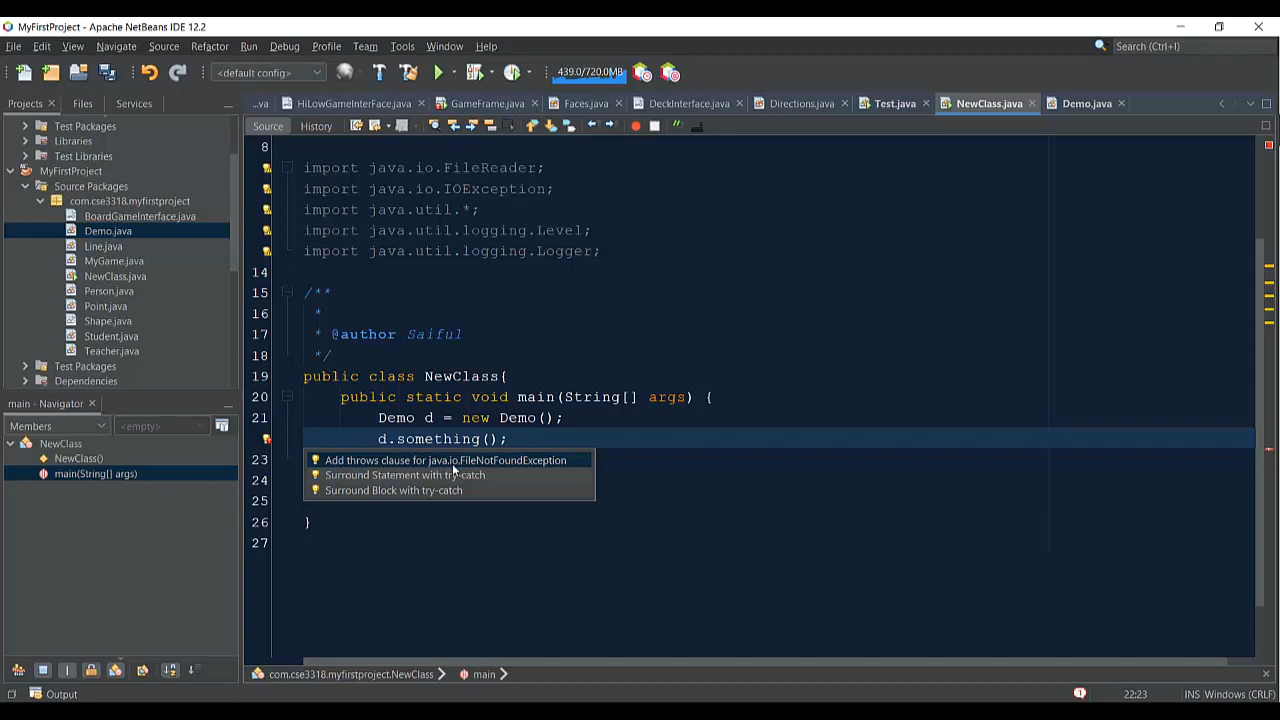 MyFirstProject - Apache NetBeans IDE 12.2
File Edit View Navigate Source Refactor Run Debug Profile Team Tools Window Help
Search (Ctrl+I)
<default config>
439.0/720.0MB
Projects Files Services
...va HiLowGameInterFace.java GameFrame.java Faces.java DeckInterface.java Directions.java Test.java NewClass.java Demo.java
Source History
Test Packages
Libraries
Test Libraries
MyFirstProject
Source Packages
com.cse3318.myfirstproject
BoardGameInterface.java
Demo.java
Line.java
MyGame.java
NewClass.java
Person.java
Point.java
Shape.java
Student.java
Teacher.java
Test Packages
Dependencies
main - Navigator
Members <empty>
NewClass
NewClass()
main(String[] args)
8
import java.io.FileReader;
import java.io.IOException;
import java.util.*;
import java.util.logging.Level;
import java.util.logging.Logger;
14
15 /**
16 *
17 * @author Saiful
18 */
19 public class NewClass{
20 public static void main(String[] args) {
21 Demo d = new Demo();
d.something();
23
24
25
26 }
27
Add throws clause for java.io.FileNotFoundException
Surround Statement with try-catch
Surround Block with try-catch
com.cse3318.myfirstproject.NewClass main
Output
1 22:23 INS Windows (CRLF)